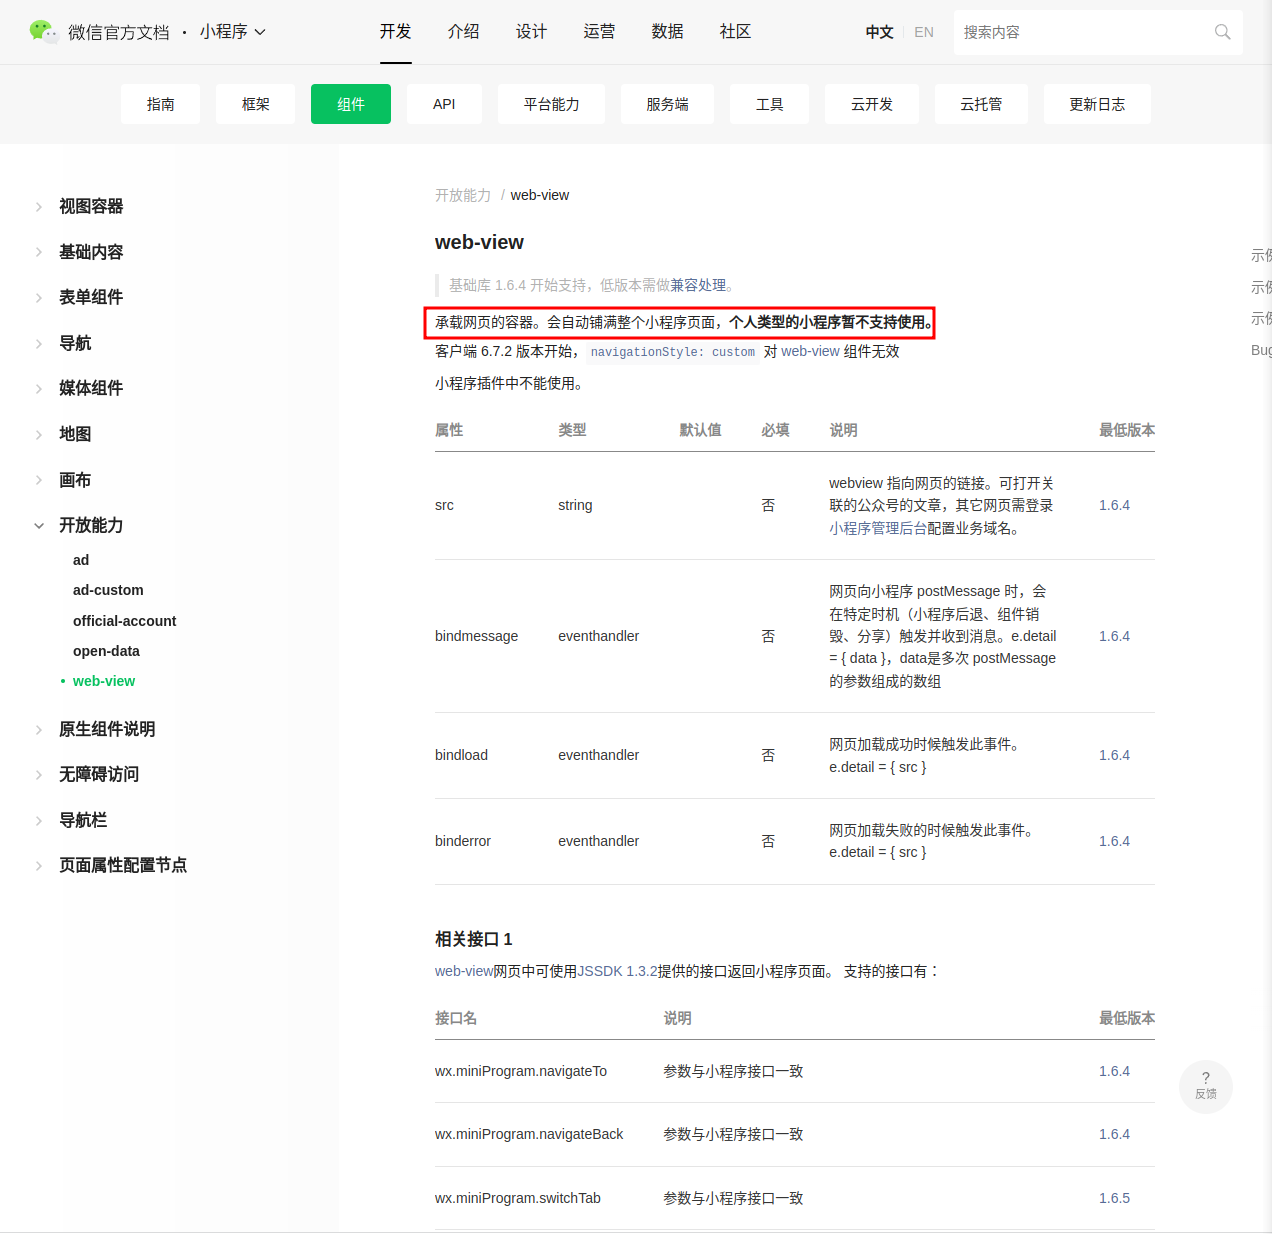 微信官方文档 · 小程序
开发 介绍 设计 运营 数据 社区
中文 EN
搜索内容
指南 框架 组件 API 平台能力 服务端 工具 云开发 云托管 更新日志
视图容器
基础内容
表单组件
导航
媒体组件
地图
画布
开放能力
ad
ad-custom
official-account
open-data
• web-view
原生组件说明
无障碍访问
导航栏
页面属性配置节点
开放能力 / web-view
web-view
基础库 1.6.4 开始支持，低版本需做兼容处理。
承载网页的容器。会自动铺满整个小程序页面，个人类型的小程序暂不支持使用。
客户端 6.7.2 版本开始， navigationStyle: custom 对 web-view 组件无效
小程序插件中不能使用。
属性 类型 默认值 必填 说明 最低版本
src string 否 webview 指向网页的链接。可打开关
联的公众号的文章，其它网页需登录
小程序管理后台配置业务域名。 1.6.4
bindmessage eventhandler 否 网页向小程序 postMessage 时，会
在特定时机（小程序后退、组件销
毁、分享）触发并收到消息。e.detail
= { data }，data是多次 postMessage
的参数组成的数组 1.6.4
bindload eventhandler 否 网页加载成功时候触发此事件。
e.detail = { src } 1.6.4
binderror eventhandler 否 网页加载失败的时候触发此事件。
e.detail = { src } 1.6.4
相关接口 1
web-view网页中可使用JSSDK 1.3.2提供的接口返回小程序页面。 支持的接口有：
接口名 说明 最低版本
wx.miniProgram.navigateTo 参数与小程序接口一致 1.6.4
wx.miniProgram.navigateBack 参数与小程序接口一致 1.6.4
wx.miniProgram.switchTab 参数与小程序接口一致 1.6.5
示
示
示
Bug
?
反馈